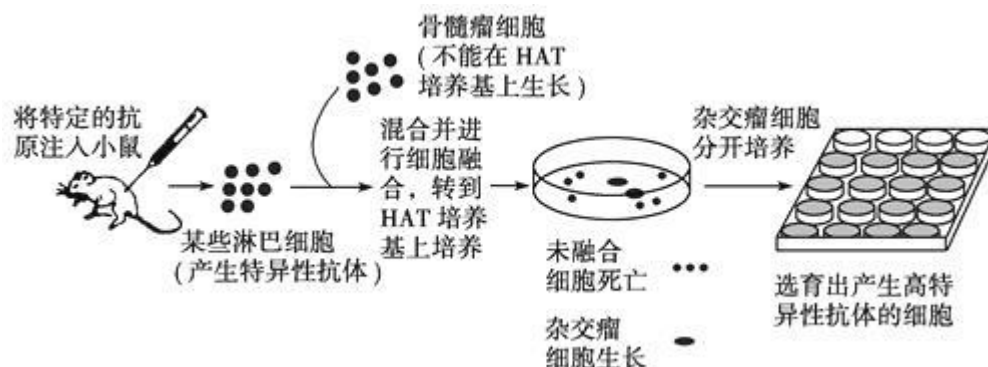 将特定的抗
原注入小鼠
某些淋巴细胞
(产生特异性抗体)
骨髓瘤细胞
(不能在 HAT
培养基上生长)
混合并进
行细胞融
合，转到
HAT 培养
基上培养
未融合
细胞死亡
杂交瘤
细胞生长
杂交瘤细胞
分开培养
选育出产生高特
异性抗体的细胞